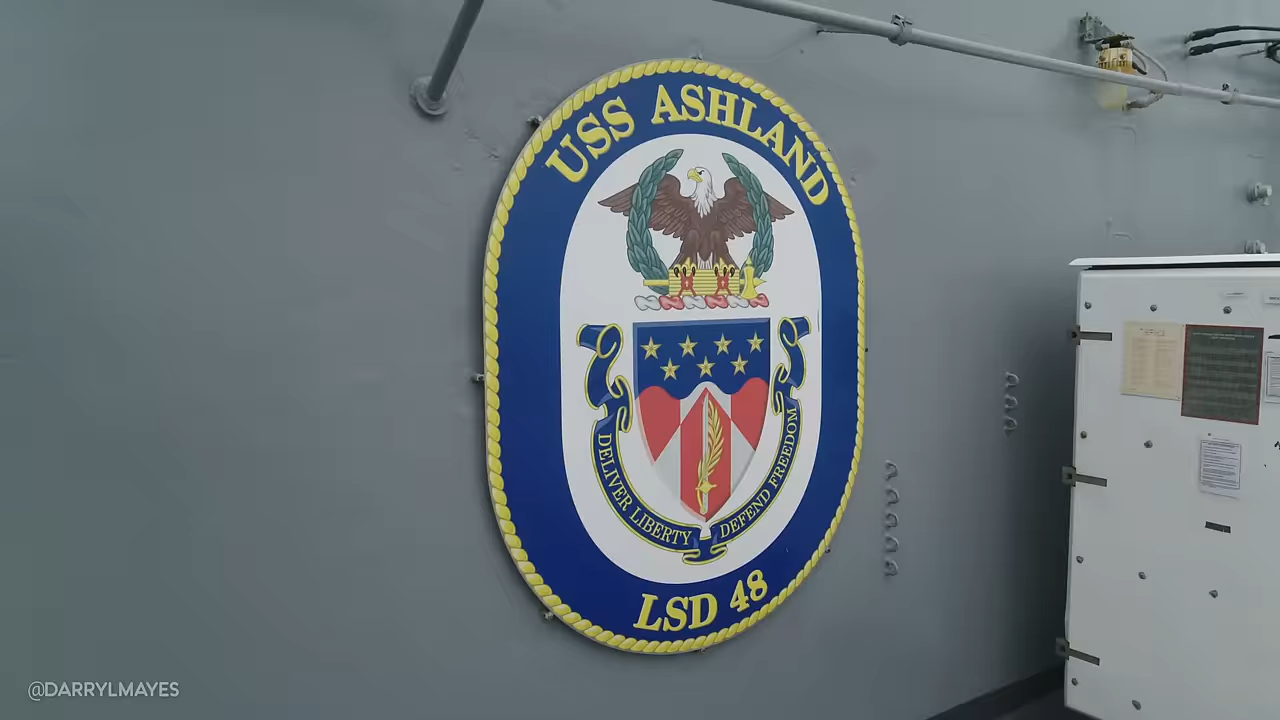 USS ASHLAND
DELIVER LIBERTY DEFEND FREEDOM
LSD 48
@DARRYLMAYES